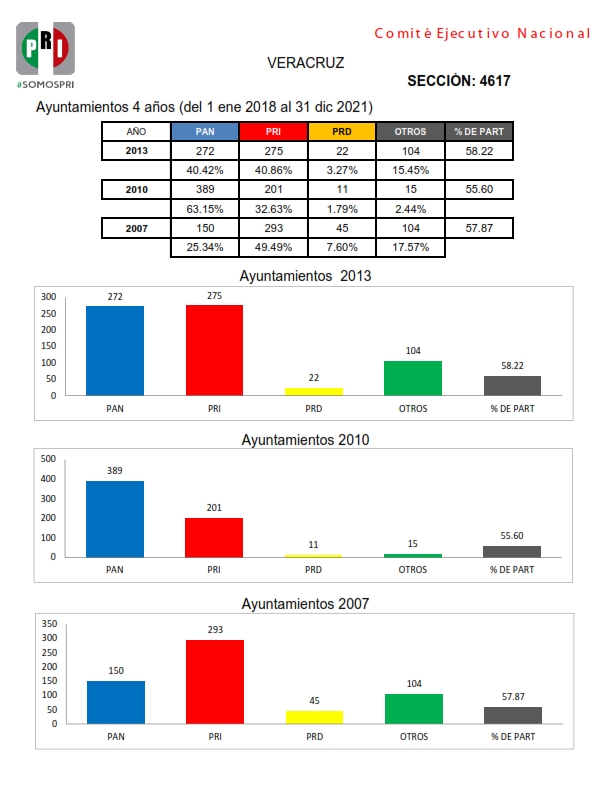 Comité Ejecutivo Nacional
PRI
#SOMOSPRI
VERACRUZ
SECCIÓN: 4617
Ayuntamientos 4 años (del 1 ene 2018 al 31 dic 2021)
AÑO PAN PRI PRD OTROS % DE PART
2013 272 275 22 104 58.22
40.42% 40.86% 3.27% 15.45%
2010 389 201 11 15 55.60
63.15% 32.63% 1.79% 2.44%
2007 150 293 45 104 57.87
25.34% 49.49% 7.60% 17.57%
Ayuntamientos 2013
300
250
200
150
100
50
0
272 275 22 104 58.22
PAN PRI PRD OTROS % DE PART
Ayuntamientos 2010
500
400
300
200
100
0
389 201 11 15 55.60
PAN PRI PRD OTROS % DE PART
Ayuntamientos 2007
350
300
250
200
150
100
50
0
150 293 45 104 57.87
PAN PRI PRD OTROS % DE PART